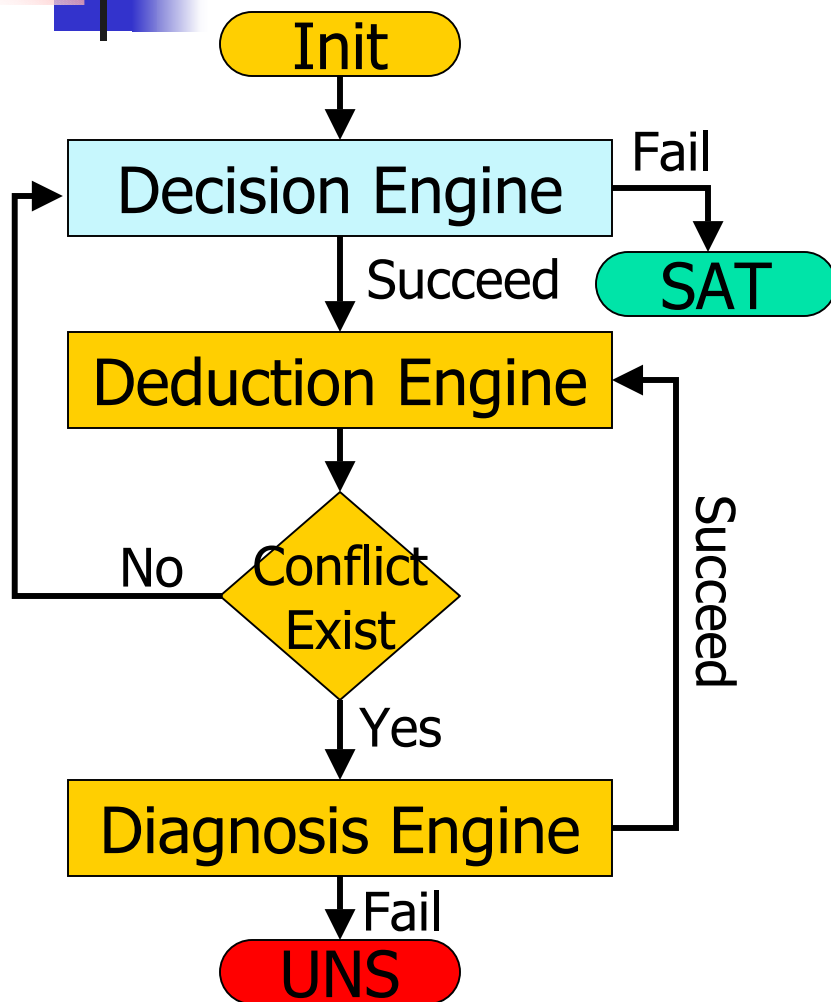 Init
Decision Engine
Fail
SAT
Succeed
Deduction Engine
Conflict
Exist
No
Succeed
Yes
Diagnosis Engine
Fail
UNS